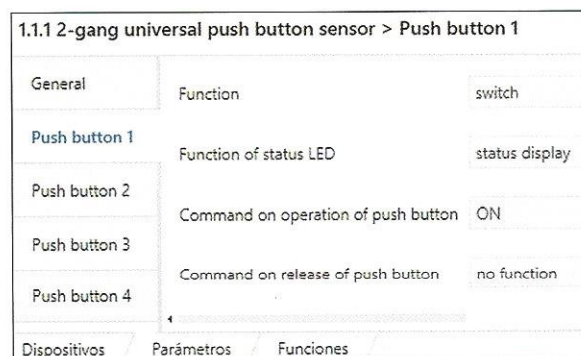 1.1.1 2-gang universal push button sensor > Push button 1
General
Function switch
Push button 1
Function of status LED status display
Push button 2
Command on operation of push button ON
Push button 3
Command on release of push button no function
Push button 4
Dispositivos Parámetros Funciones